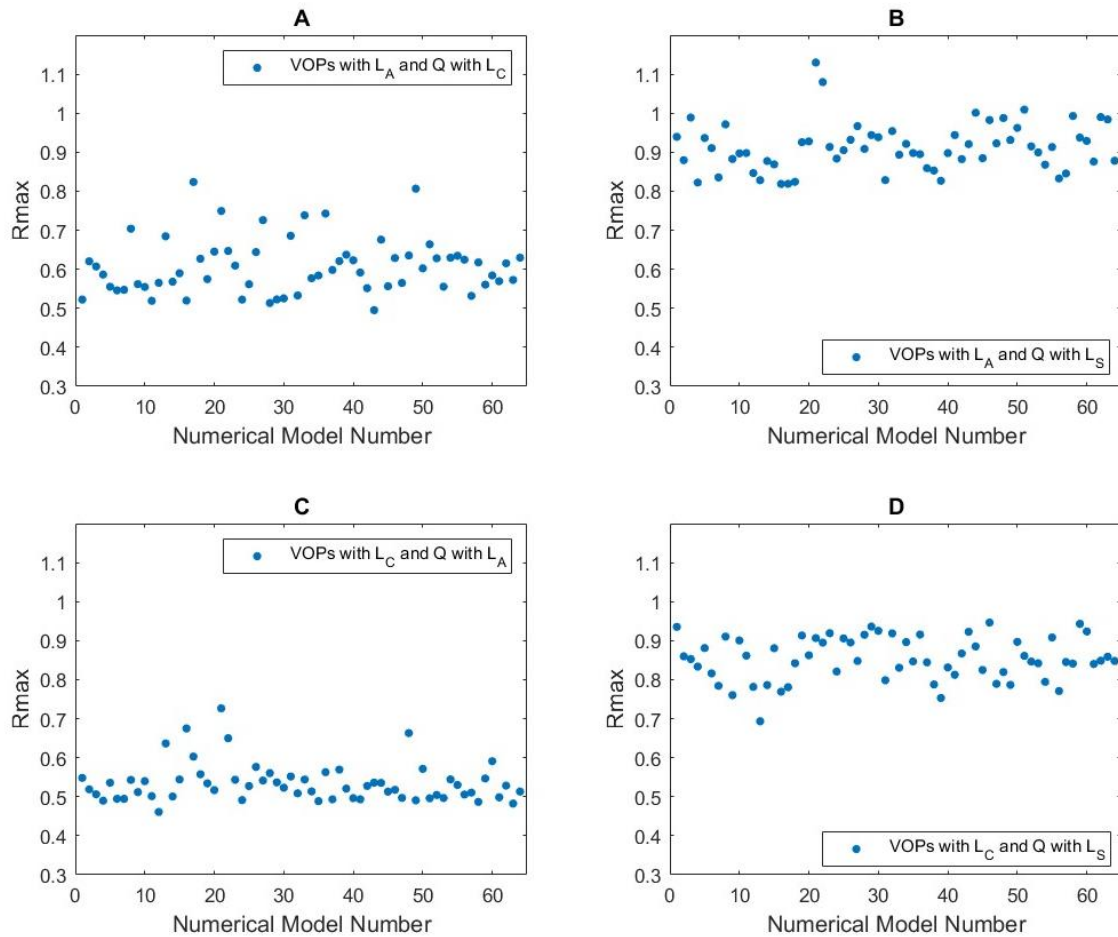 A
VOPs with L_A and Q with L_C
Rmax
1.1
1
0.9
0.8
0.7
0.6
0.5
0.4
0.3
0 10 20 30 40 50 60
Numerical Model Number
B
VOPs with L_A and Q with L_S
Rmax
1.1
1
0.9
0.8
0.7
0.6
0.5
0.4
0.3
0 10 20 30 40 50 60
Numerical Model Number
C
VOPs with L_C and Q with L_A
Rmax
1.1
1
0.9
0.8
0.7
0.6
0.5
0.4
0.3
0 10 20 30 40 50 60
Numerical Model Number
D
VOPs with L_C and Q with L_S
Rmax
1.1
1
0.9
0.8
0.7
0.6
0.5
0.4
0.3
0 10 20 30 40 50 60
Numerical Model Number